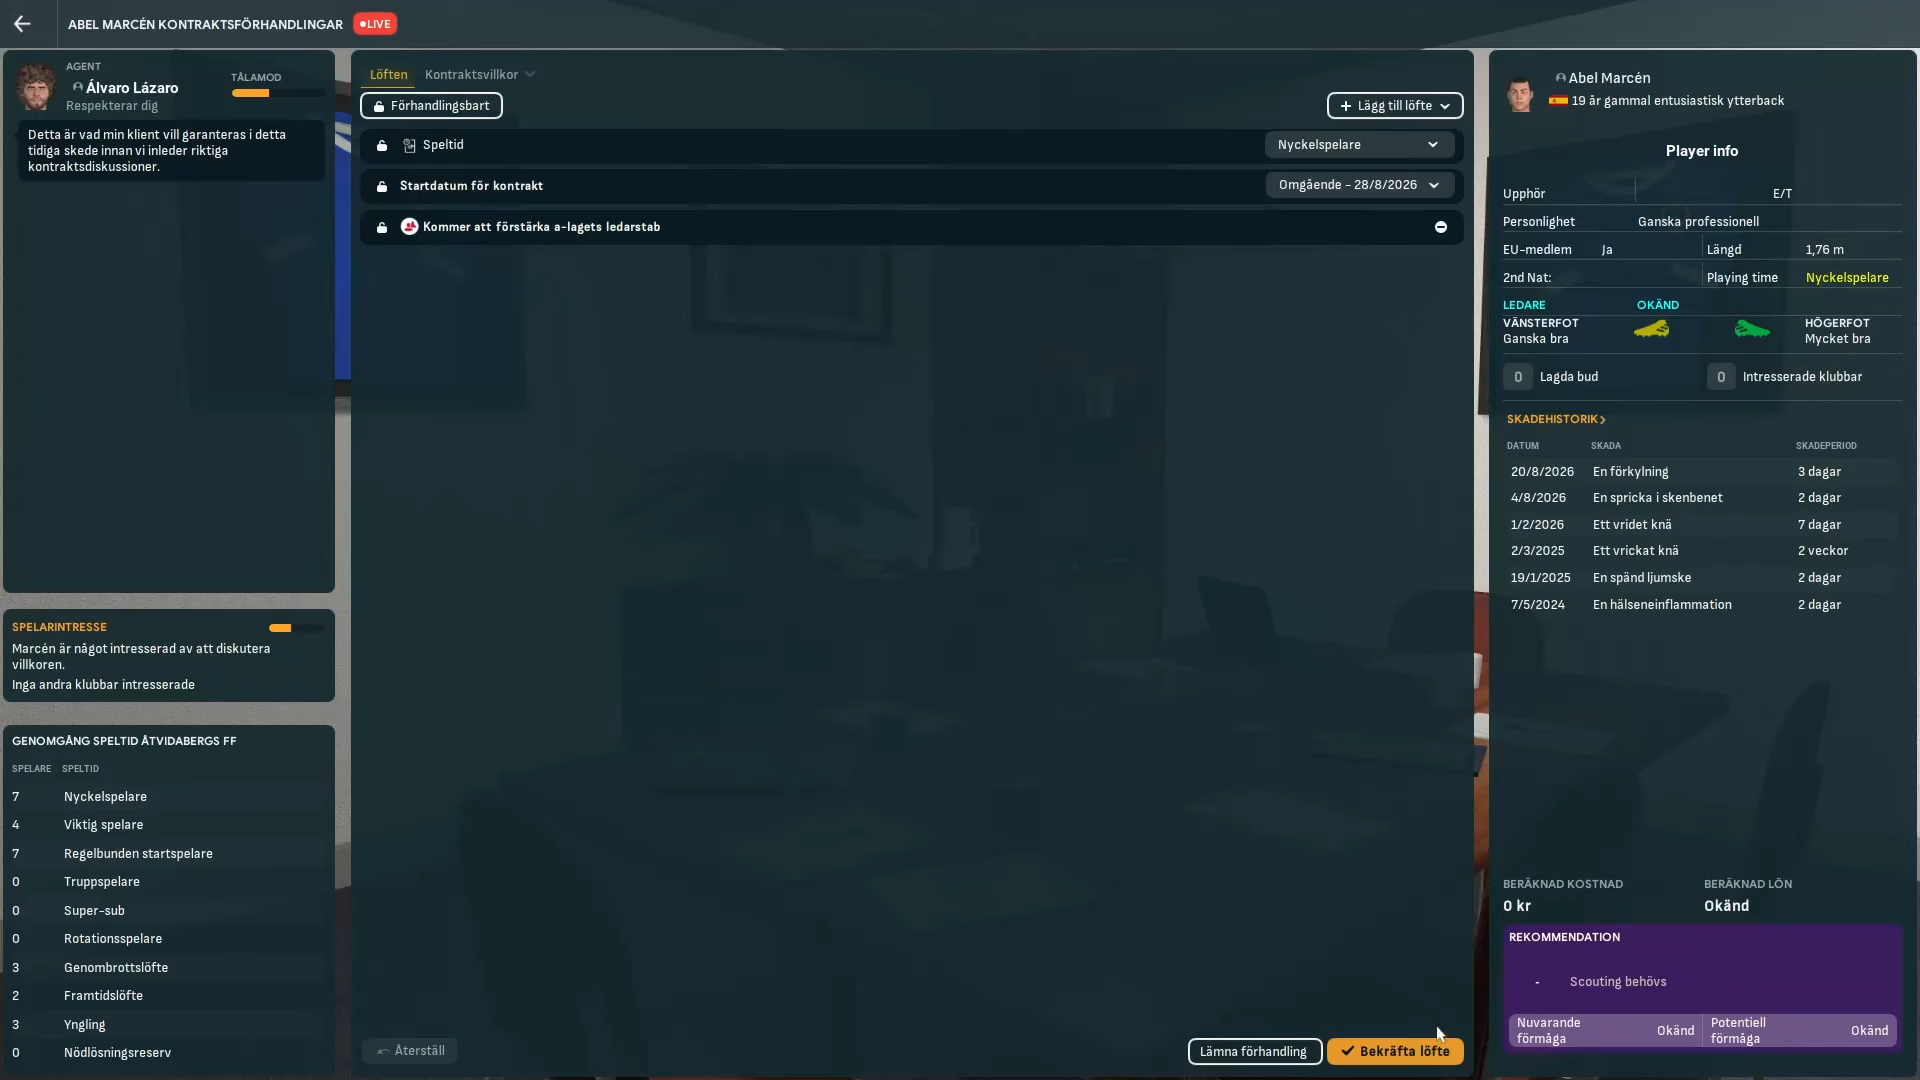 ABEL MARCÉN KONTRAKTSFÖRHANDLINGAR
LIVE
AGENT
Álvaro Lázaro
Respekterar dig
TÅLAMOD
Detta är vad min klient vill garanteras i detta
tidiga skede innan vi inleder riktiga
kontraktsdiskussioner.
SPELARINTRESSE
Marcén är något intresserad av att diskutera
villkoren.
Inga andra klubbar intresserade
GENOMGÅNG SPELTID ÅTVIDABERGS FF
SPELARE SPELTID
7 Nyckelspelare
4 Viktig spelare
7 Regelbunden startspelare
0 Truppspelare
0 Super-sub
0 Rotationsspelare
3 Genombrottslöfte
2 Framtidslöfte
3 Yngling
0 Nödlösningsreserv
Löften Kontraktsvillkor
Förhandlingsbart
+ Lägg till löfte
Speltid Nyckelspelare
Startdatum för kontrakt Omgående - 28/8/2026
Kommer att förstärka a-lagets ledarstab
Återställ
Lämna förhandling
Bekräfta löfte
Abel Marcén
19 år gammal entusiastisk ytterback
Player info
Upphör E/T
Personlighet Ganska professionell
EU-medlem Ja Längd 1,76 m
2nd Nat: Playing time Nyckelspelare
LEDARE OKÄND
VÄNSTERFOT HÖGERFOT
Ganska bra Mycket bra
0 Lagda bud 0 Intresserade klubbar
SKADEHISTORIK
DATUM SKADA SKADEPERIOD
20/8/2026 En förkylning 3 dagar
4/8/2026 En spricka i skenbenet 2 dagar
1/2/2026 Ett vridet knä 7 dagar
2/3/2025 Ett vrickat knä 2 veckor
19/1/2025 En spänd ljumske 2 dagar
7/5/2024 En hälseneinflammation 2 dagar
BERÄKNAD KOSTNAD BERÄKNAD LÖN
0 kr Okänd
REKOMMENDATION
- Scouting behövs
Nuvarande
förmåga
Okänd
Potentiell
förmåga
Okänd